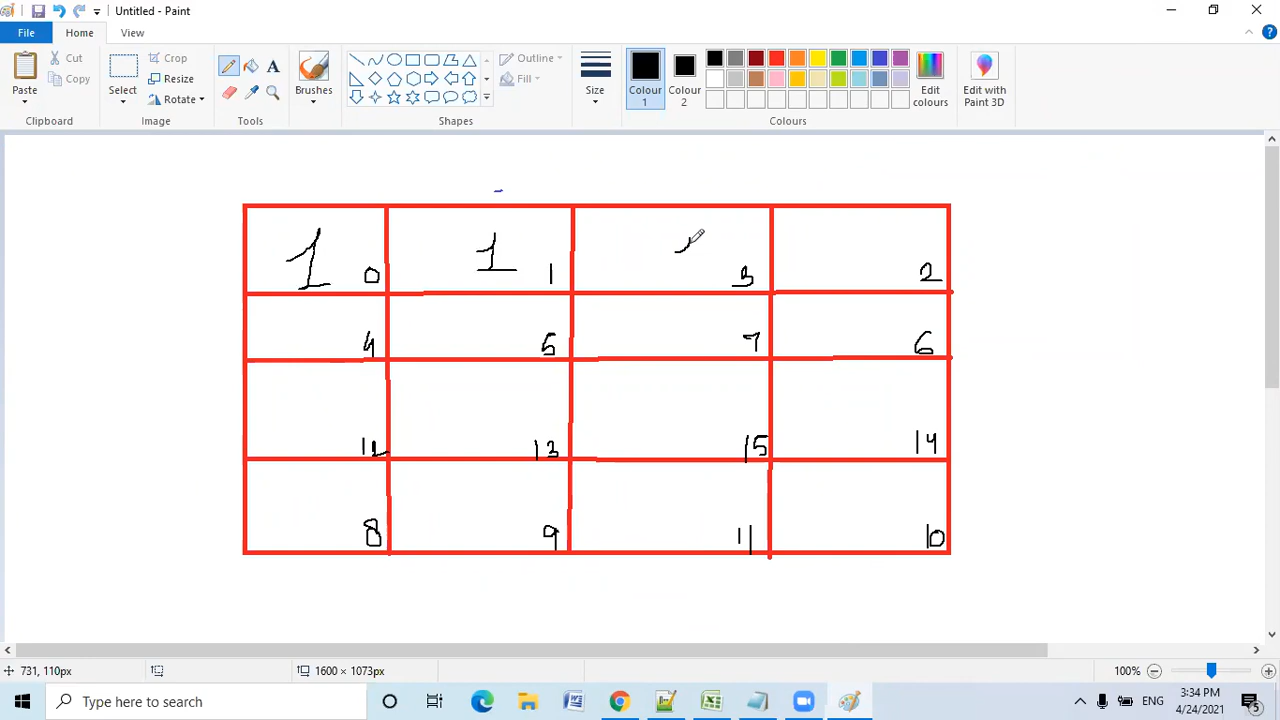 Untitled - Paint
File Home View
Paste
Cut
Copy
Clipboard
Select
Crop
Resize
Rotate
Image
A
Tools
Brushes
Outline
Fill
Shapes
Size
Colour 1
Colour 2
Edit colours
Edit with Paint 3D
Colours
1 0 1 1 3 2
4 5 7 6
12 13 15 14
8 9 11 10
731, 110px
1600 × 1073px
100%
Type here to search
ENG
3:34 PM
4/24/2021
5